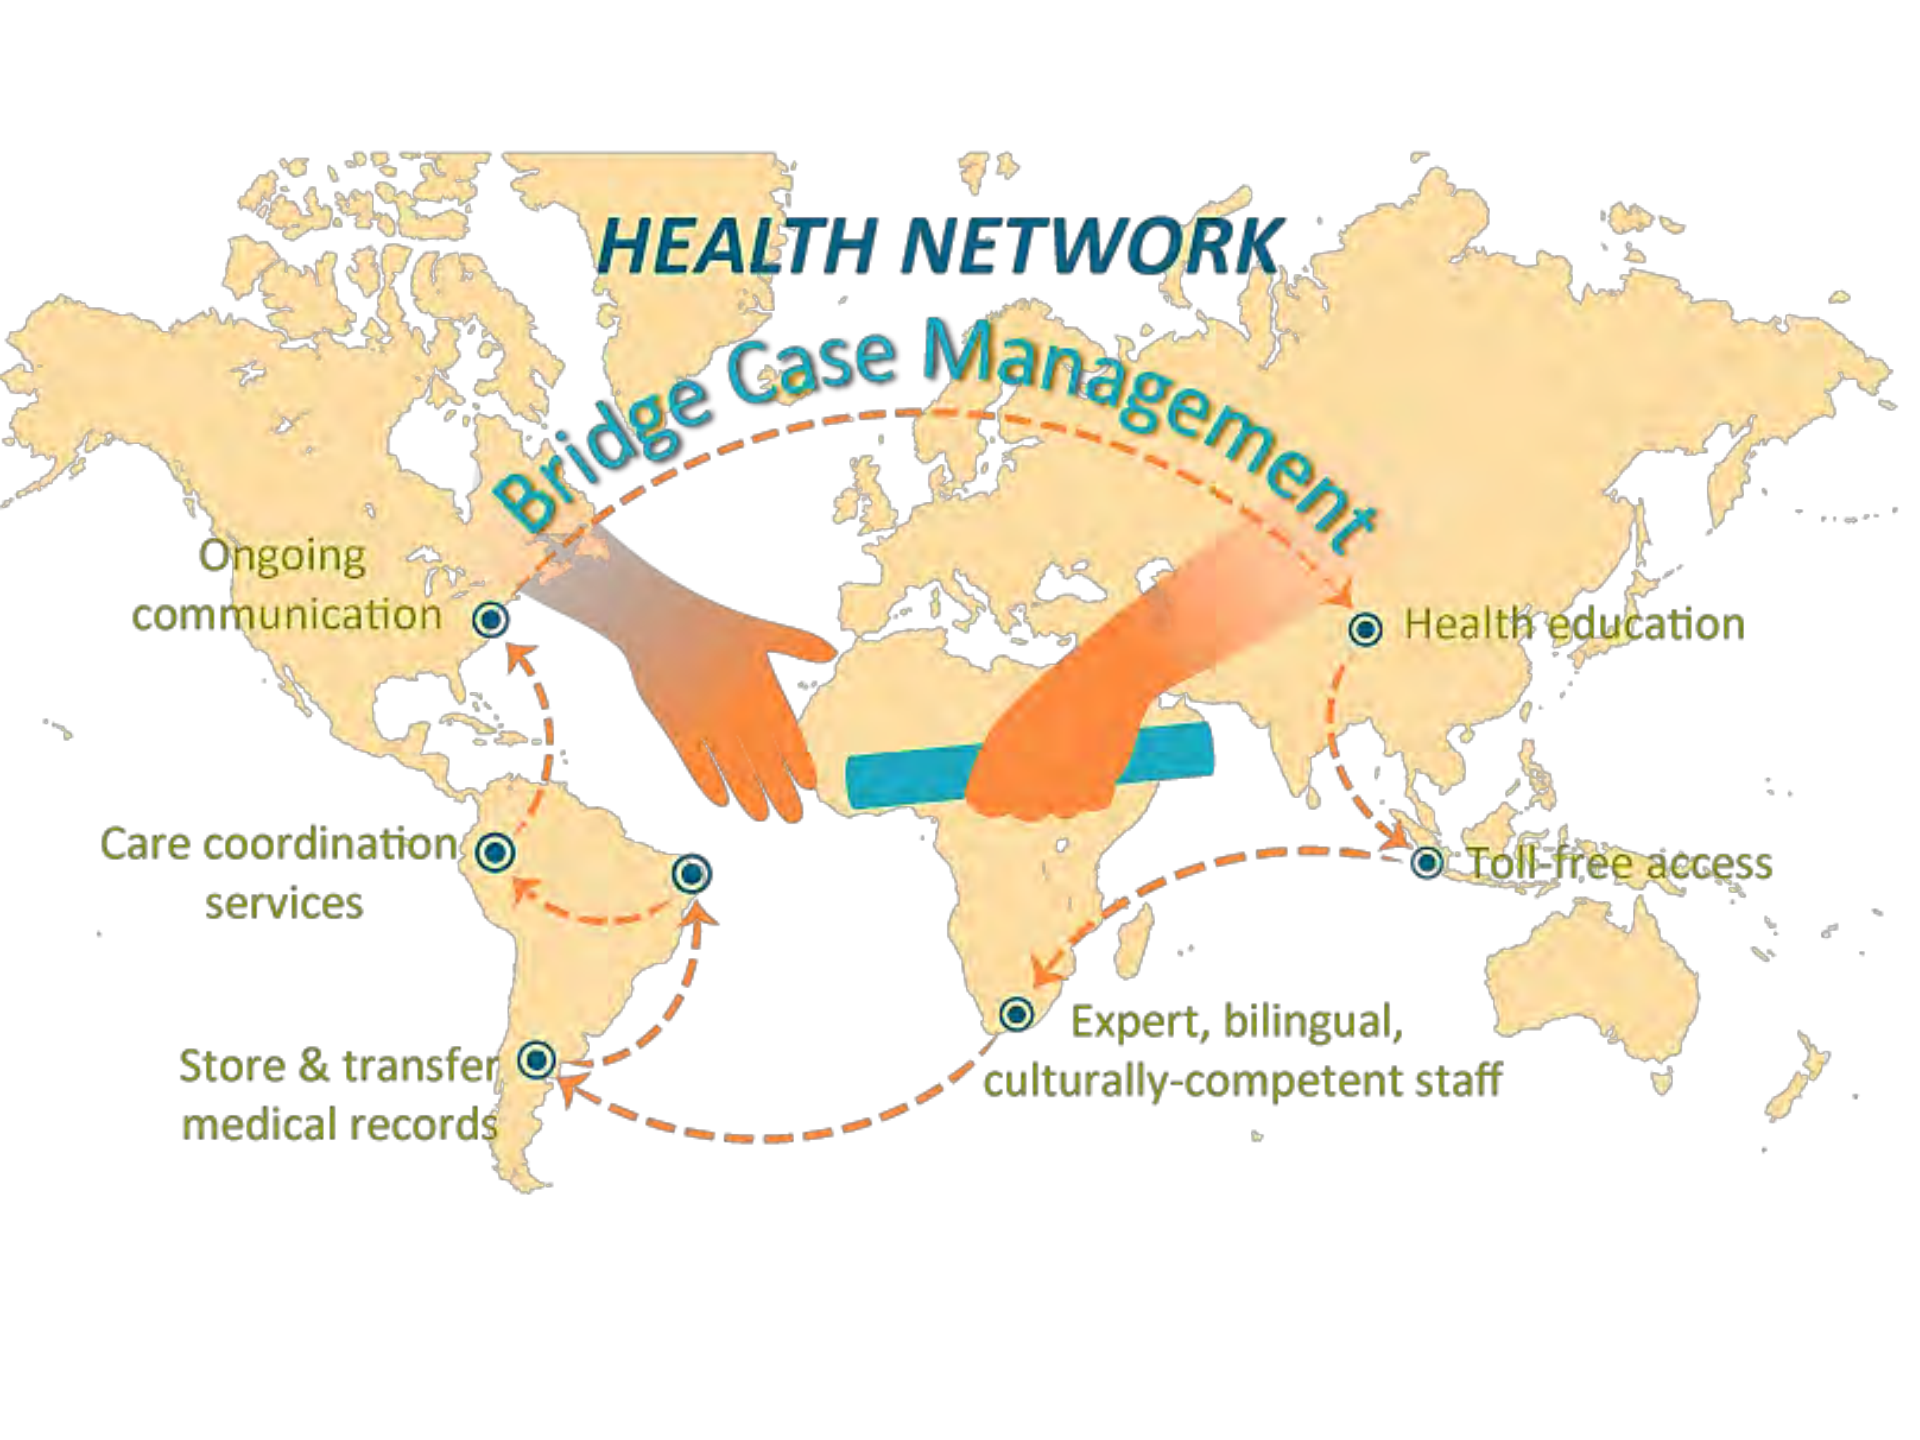 HEALTH NETWORK
Bridge Case Management
Ongoing
communication
Health education
Care coordination
services
Toll-free access
Store & transfer
medical records
Expert, bilingual,
culturally-competent staff